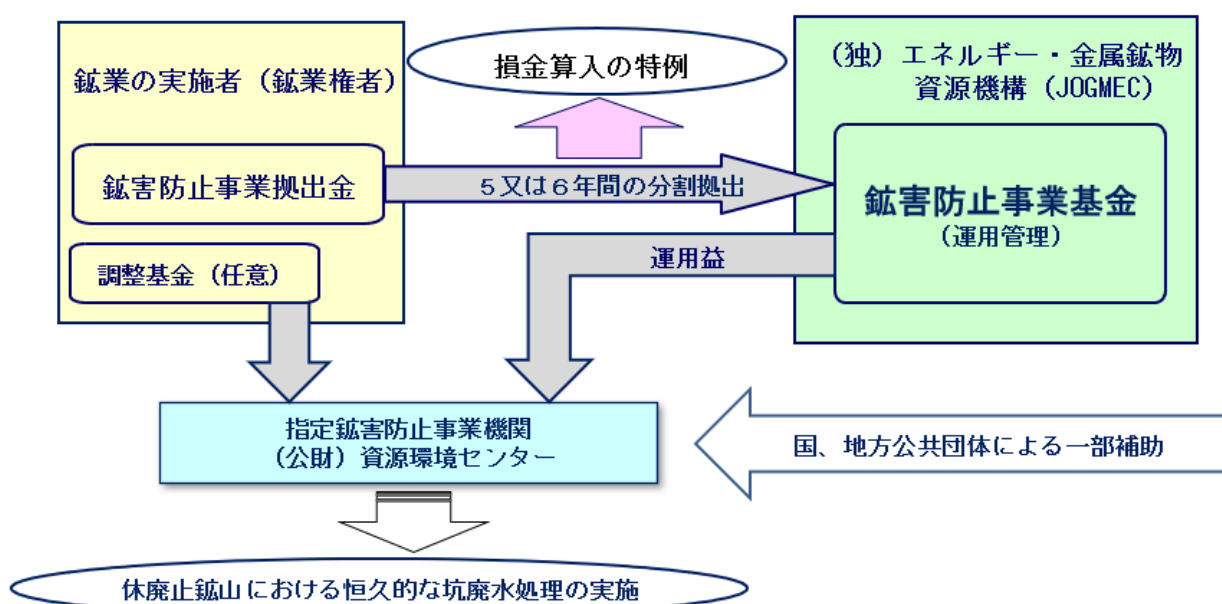 損金算入の特例
鉱業の実施者（鉱業権者）
（独）エネルギー・金属鉱物
資源機構（JOGMEC）
鉱害防止事業拠出金
５又は６年間の分割拠出
鉱害防止事業基金
（運用管理）
調整基金（任意）
運用益
指定鉱害防止事業機関
（公財）資源環境センター
国、地方公共団体による一部補助
休廃止鉱山における恒久的な坑廃水処理の実施